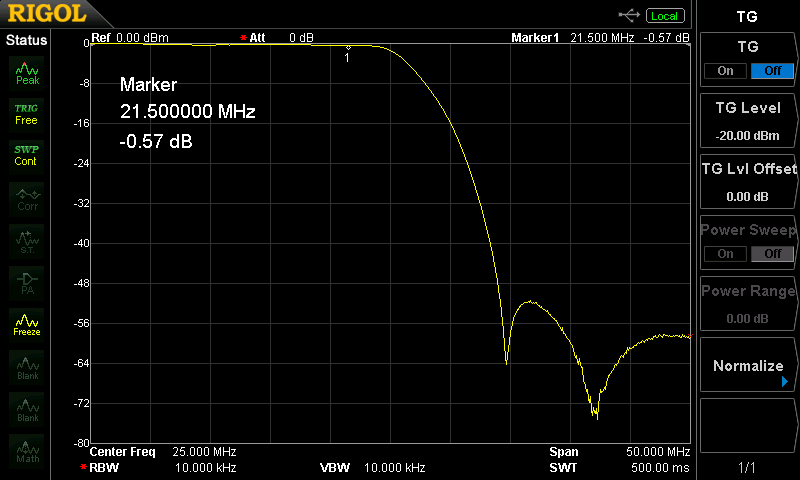 RIGOL
Local
TG
Status
Ref 0.00 dBm * Att 0 dB Marker1 21.500 MHz -0.57 dB
0
1
TG
On Off
Peak
-8
Marker
21.500000 MHz
-0.57 dB
TG Level
-20.00 dBm
TRIG
Free
-16
SWP
Cont
-24
TG Lvl Offset
0.00 dB
Corr
-32
Power Sweep
On Off
S.T.
-40
PA
-48
Power Range
0.00 dB
Freeze
-56
-64
Normalize
Blank
-72
Blank
-80
Math
Center Freq 25.000 MHz Span 50.000 MHz
*RBW 10.000 kHz VBW 10.000 kHz SWT 500.00 ms
1/1